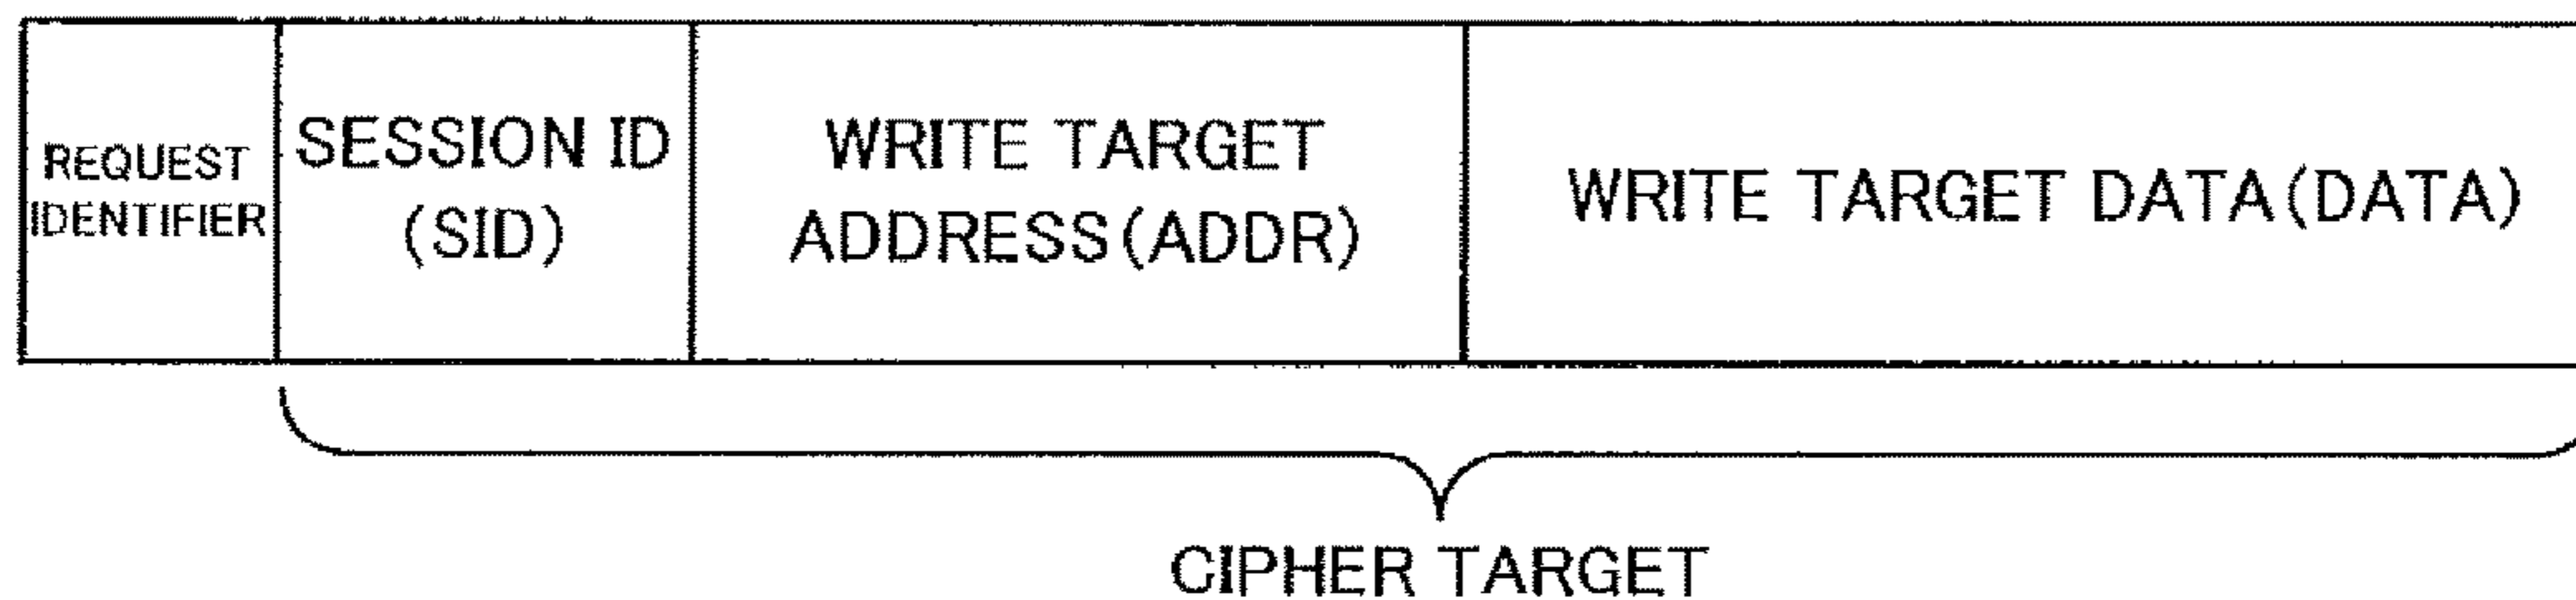 REQUEST
IDENTIFIER
SESSION ID
(SID)
WRITE TARGET
ADDRESS(ADDR)
WRITE TARGET DATA(DATA)
CIPHER TARGET